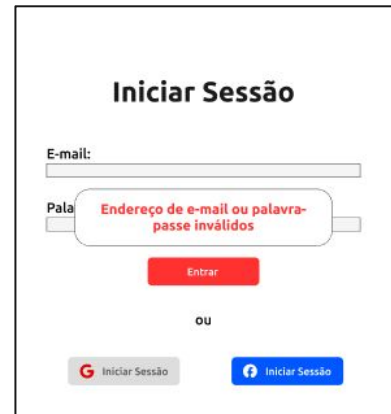 Iniciar Sessão
E-mail:
Pala
Endereço de e-mail ou palavra-
passe inválidos
Entrar
ou
Iniciar Sessão
Iniciar Sessão